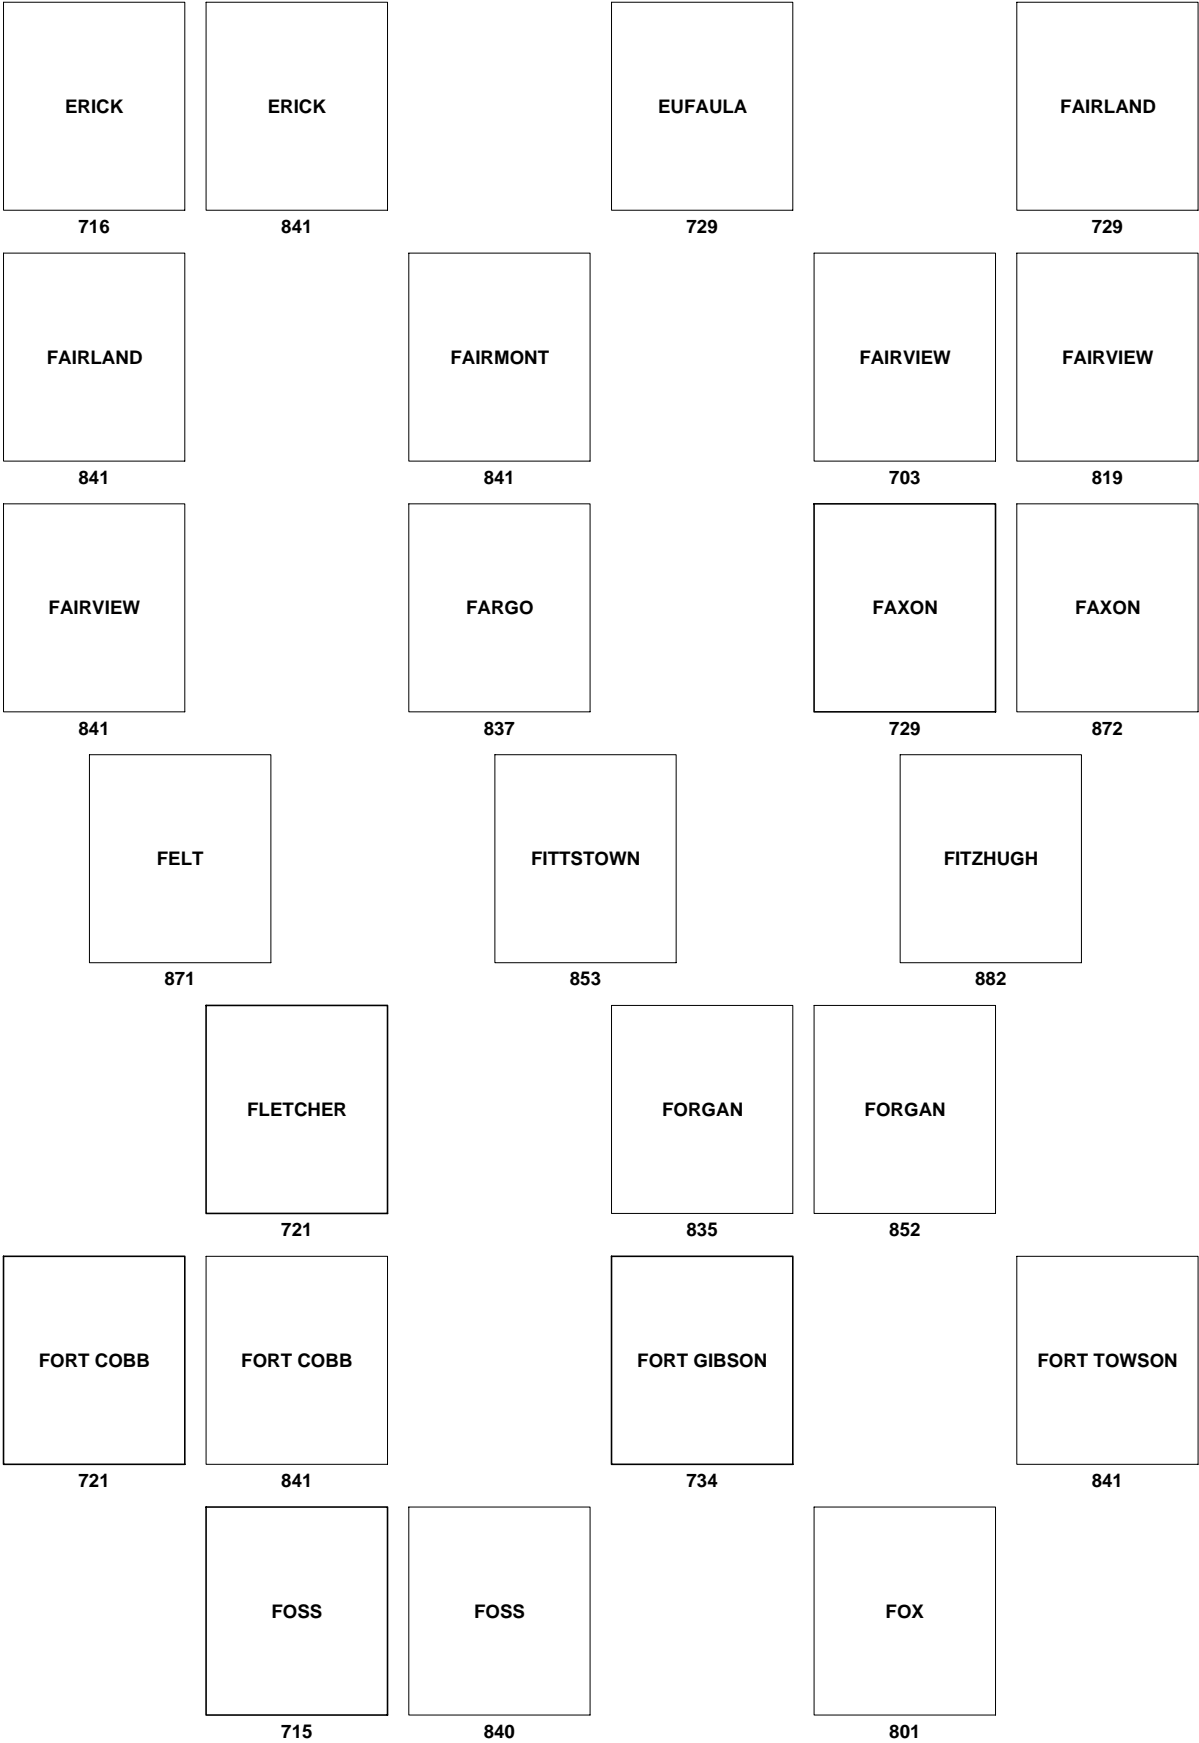 ERICK ERICK EUFAULA FAIRLAND
716 841 729 729
FAIRLAND FAIRMONT FAIRVIEW FAIRVIEW
841 841 703 819
FAIRVIEW FARGO FAXON FAXON
841 837 729 872
FELT FITTSTOWN FITZHUGH
871 853 882
FLETCHER FORGAN FORGAN
721 835 852
FORT COBB FORT COBB FORT GIBSON FORT TOWSON
721 841 734 841
FOSS FOSS FOX
715 840 801